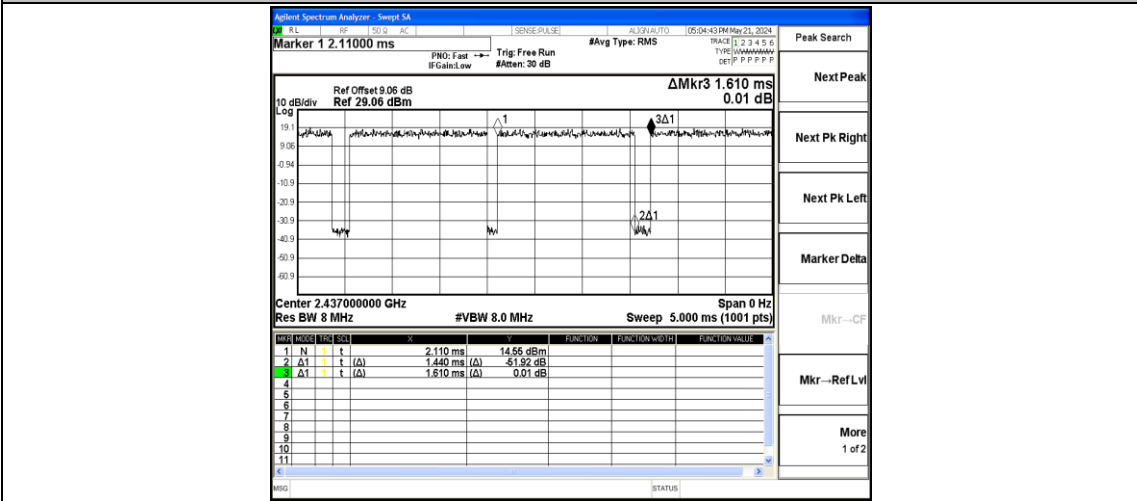 Agilent Spectrum Analyzer - Swept SA
RL RF 50 Ω AC SENSE:PULSE ALIGN AUTO 05:04:43 PM May 21, 2024
Marker 1 2.11000 ms
PNO: Fast
IFGain:Low
Trig: Free Run
#Atten: 30 dB
#Avg Type: RMS
TRACE 1 2 3 4 5 6
TYPE
DET P P P P P P
Peak Search
Next Peak
Next Pk Right
Next Pk Left
Marker Delta
Mkr→CF
Mkr→Ref Lvl
More
1 of 2
ΔMkr3 1.610 ms
0.01 dB
Ref Offset 9.06 dB
10 dB/div Ref 29.06 dBm
Log
19.1
9.06
-0.94
-10.9
-20.9
-30.9
-40.9
-50.9
-60.9
1
3Δ1
2Δ1
Center 2.437000000 GHz Span 0 Hz
Res BW 8 MHz #VBW 8.0 MHz Sweep 5.000 ms (1001 pts)
MKR MODE TRC SCL X Y FUNCTION FUNCTION WIDTH FUNCTION VALUE
1 N 1 t 2.110 ms 14.55 dBm
2 Δ1 1 t (Δ) 1.440 ms (Δ) -51.92 dB
3 Δ1 1 t (Δ) 1.610 ms (Δ) 0.01 dB
4
5
6
7
8
9
10
11
MSG STATUS